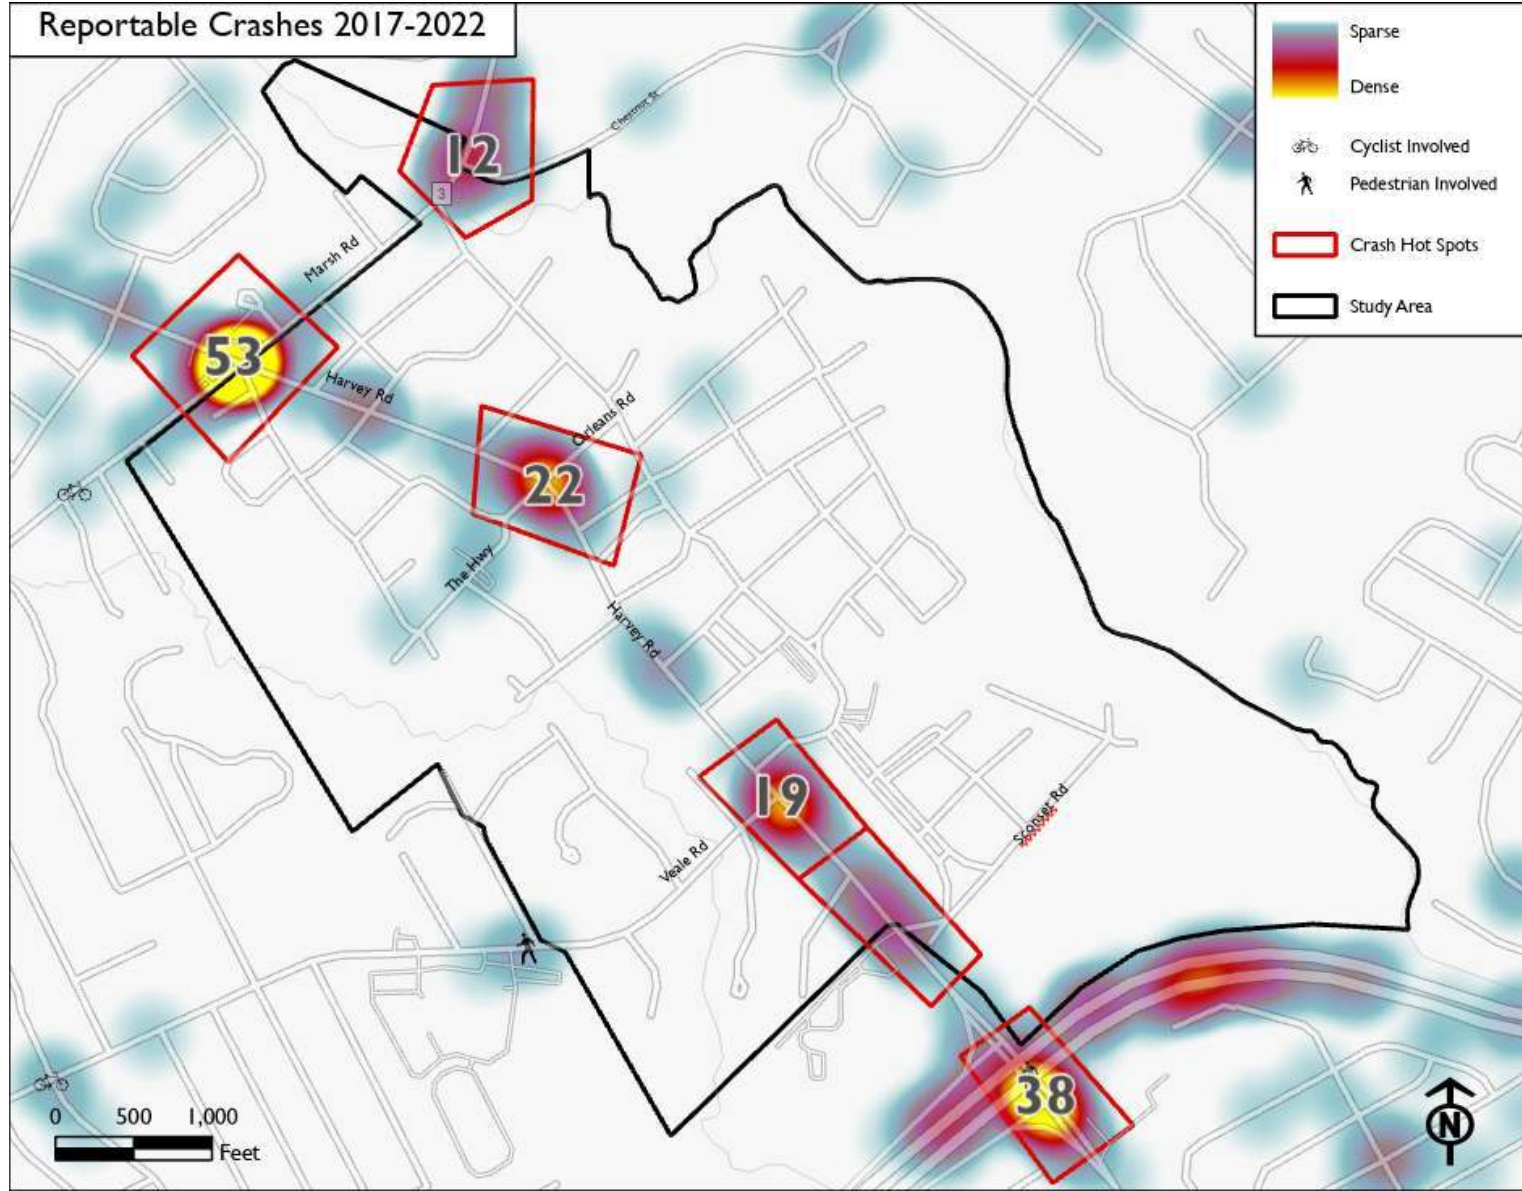 Reportable Crashes 2017-2022
Sparse
Dense
Cyclist Involved
Pedestrian Involved
Crash Hot Spots
Study Area
Chestnut St
12
3
Marsh Rd
53
Harvey Rd
Orleans Rd
22
The Hwy
Harvey Rd
19
Sconset Rd
Veale Rd
38
0 500 1,000
Feet
N